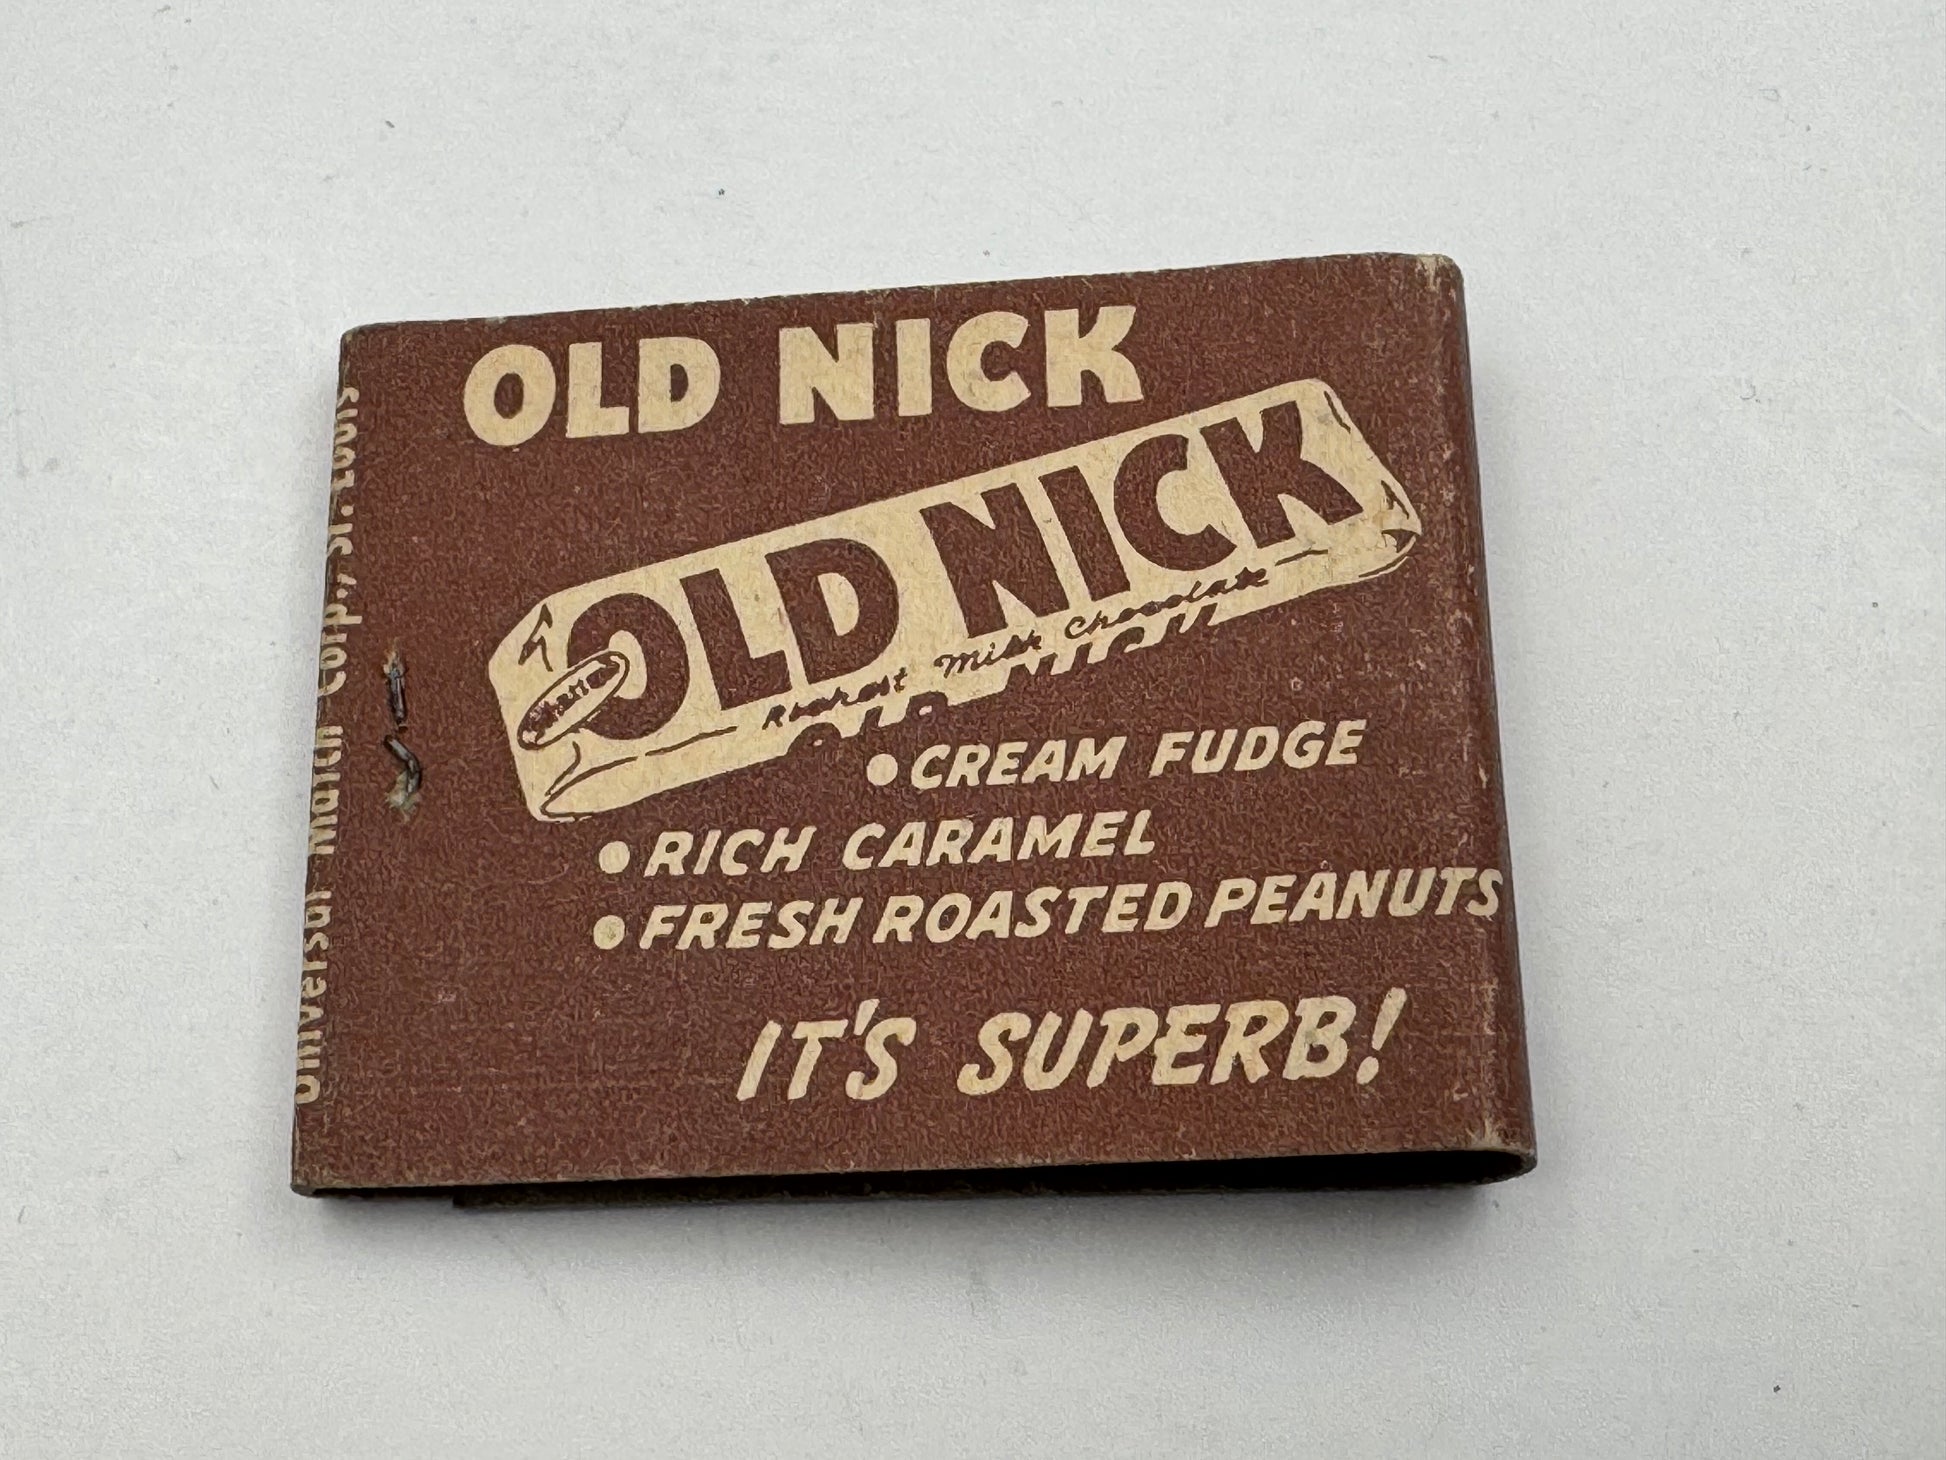 OLD NICK
OLD NICK
Richest Milk Chocolate
• CREAM FUDGE
• RICH CARAMEL
• FRESH ROASTED PEANUTS
IT'S SUPERB!
Universal Match Corp., St. Louis